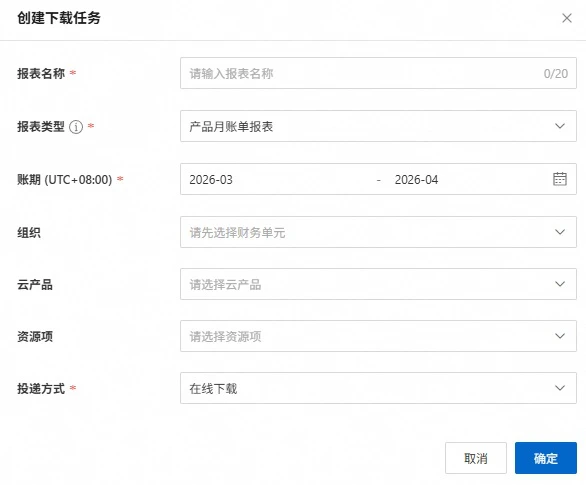 创建下载任务
报表名称 * 请输入报表名称 0/20
报表类型 * 产品月账单报表
账期 (UTC+08:00) * 2026-03 - 2026-04
组织 请先选择财务单元
云产品 请选择云产品
资源项 请选择资源项
投递方式 * 在线下载
取消 确定